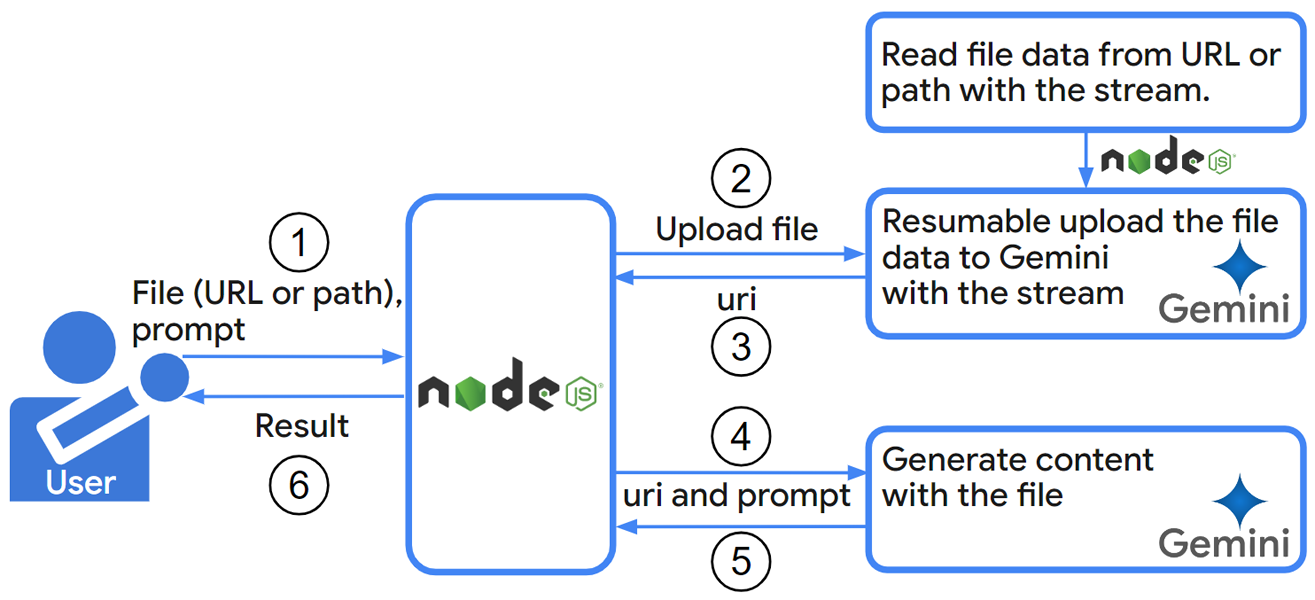 Read file data from URL or
path with the stream.
node JS®
2
Upload file
Resumable upload the file
data to Gemini
with the stream
Gemini
1
File (URL or path),
prompt
uri
3
node JS®
User
Result
6
4
uri and prompt
5
Generate content
with the file
Gemini